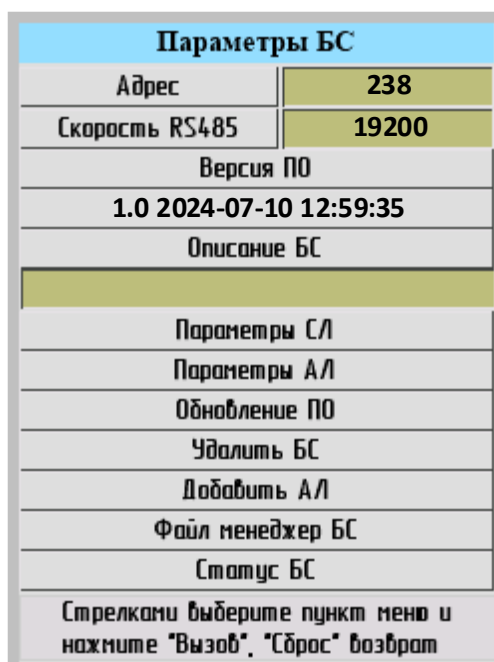 Параметры БС
Адрес 238
Скорость RS485 19200
Версия ПО
1.0 2024-07-10 12:59:35
Описание БС
Параметры СЛ
Параметры АЛ
Обновление ПО
Удалить БС
Добавить АЛ
Файл менеджер БС
Статус БС
Стрелками выберите пункт меню и
нажмите "Вызов", "Сброс" возврат